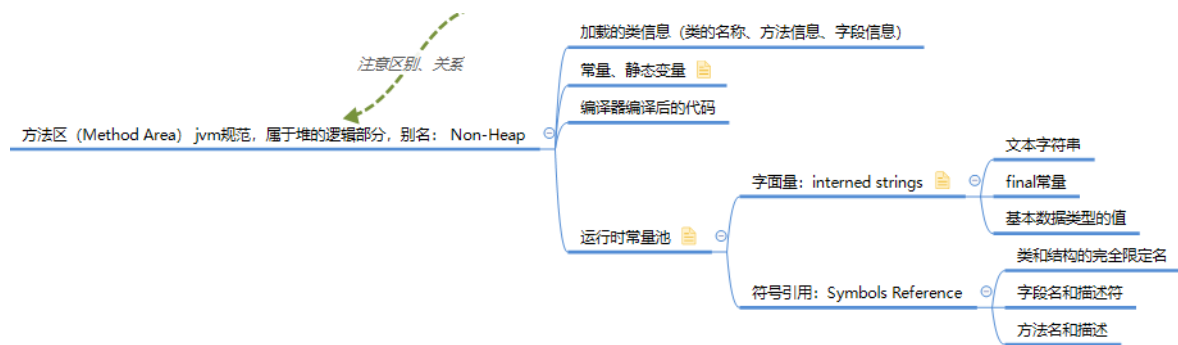 注意区别、关系
方法区（Method Area） jvm规范，属于堆的逻辑部分，别名： Non-Heap
加载的类信息（类的名称、方法信息、字段信息）
常量、静态变量
编译器编译后的代码
运行时常量池
字面量：interned strings
文本字符串
final常量
基本数据类型的值
符号引用：Symbols Reference
类和结构的完全限定名
字段名和描述符
方法名和描述